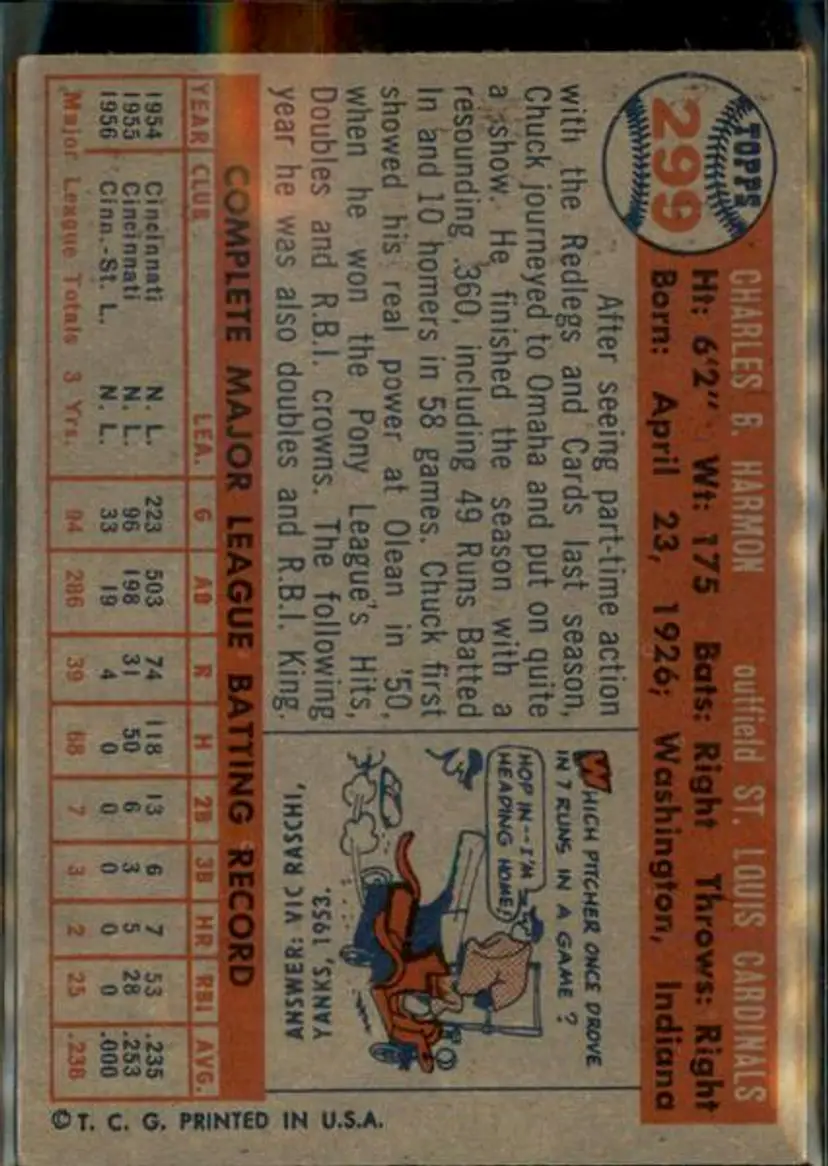 TOPPS
299
CHARLES B. HARMON outfield ST. LOUIS CARDINALS
Ht: 6'2" Wt: 175 Bats: Right Throws: Right
Born: April 23, 1926; Washington, Indiana
After seeing part-time action
with the Redlegs and Cards last season,
Chuck journeyed to Omaha and put on quite
a show. He finished the season with a
resounding .360, including 49 Runs Batted
In and 10 homers in 58 games. Chuck first
showed his real power at Olean in '50,
when he won the Pony League's Hits,
Doubles and R.B.I. crowns. The following
year he was also doubles and R.B.I. King.
WHICH PITCHER ONCE DROVE
IN 7 RUNS IN A GAME?
HOP IN--I'M
HEADING HOME!
ANSWER: VIC RASCHI,
YANKS, 1953.
COMPLETE MAJOR LEAGUE BATTING RECORD
YEAR CLUB LEA. G AB R H 2B 3B HR RBI AVG.
1954 Cincinnati N. L. 223 503 74 118 13 6 7 53 .235
1955 Cincinnati N. L. 96 198 31 50 6 3 5 28 .253
1956 Cinn.-St. L. N. L. 33 19 4 0 0 0 0 0 .000
Major League Totals 3 Yrs. 94 286 39 68 7 3 2 25 .238
© T. C. G. PRINTED IN U.S.A.